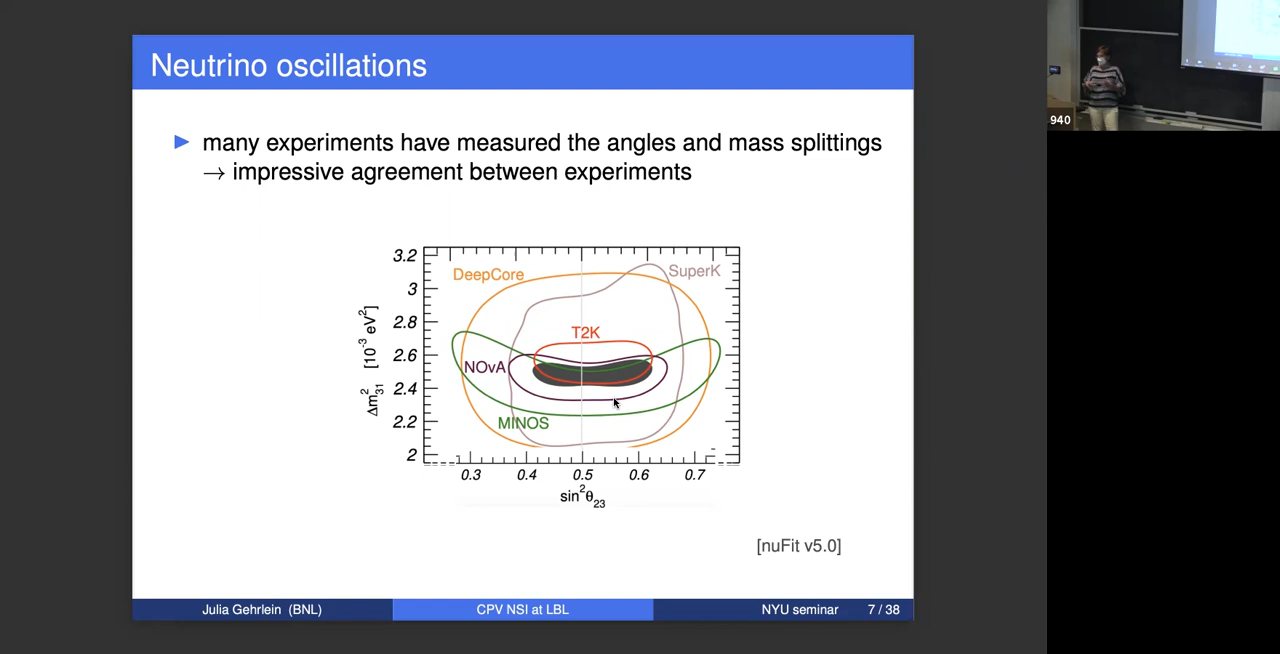 Neutrino oscillations
many experiments have measured the angles and mass splittings
→ impressive agreement between experiments
3.2
3
2.8
2.6
2.4
2.2
2
Δm²₃₁ [10⁻³ eV²]
DeepCore
SuperK
T2K
NOvA
MINOS
0.3 0.4 0.5 0.6 0.7
sin²θ₂₃
[nuFit v5.0]
Julia Gehrlein (BNL) CPV NSI at LBL NYU seminar 7 / 38
940